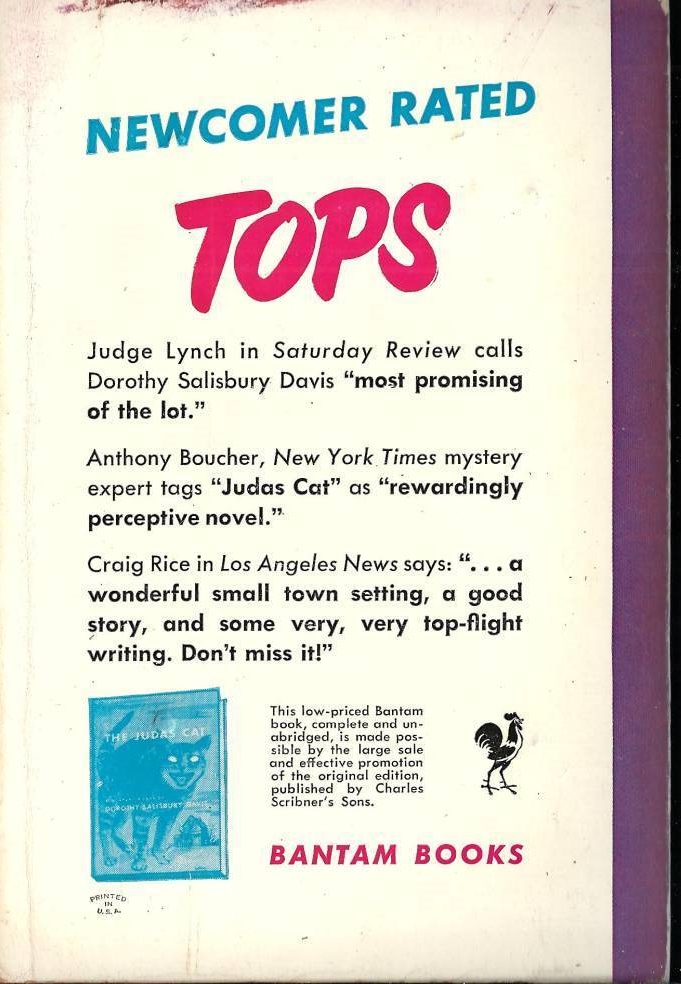 NEWCOMER RATED
TOPS
Judge Lynch in Saturday Review calls
Dorothy Salisbury Davis “most promising
of the lot.”
Anthony Boucher, New York Times mystery
expert tags “Judas Cat” as “rewardingly
perceptive novel.”
Craig Rice in Los Angeles News says: “. . . a
wonderful small town setting, a good
story, and some very, very top-flight
writing. Don’t miss it!”
THE JUDAS CAT
DOROTHY SALISBURY DAVIS
This low-priced Bantam
book, complete and un-
abridged, is made pos-
sible by the large sale
and effective promotion
of the original edition,
published by Charles
Scribner’s Sons.
BANTAM BOOKS
PRINTED
IN
U. S. A.